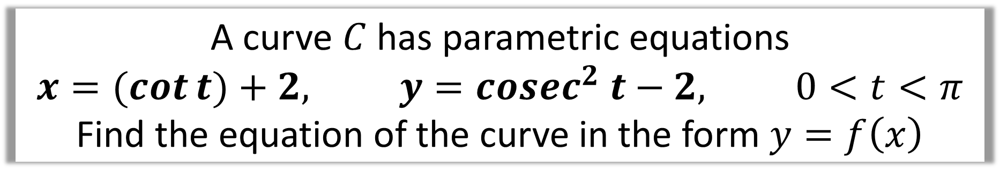 A curve C has parametric equations
x = (cot t) + 2, y = cosec² t − 2, 0 < t < π
Find the equation of the curve in the form y = f(x)